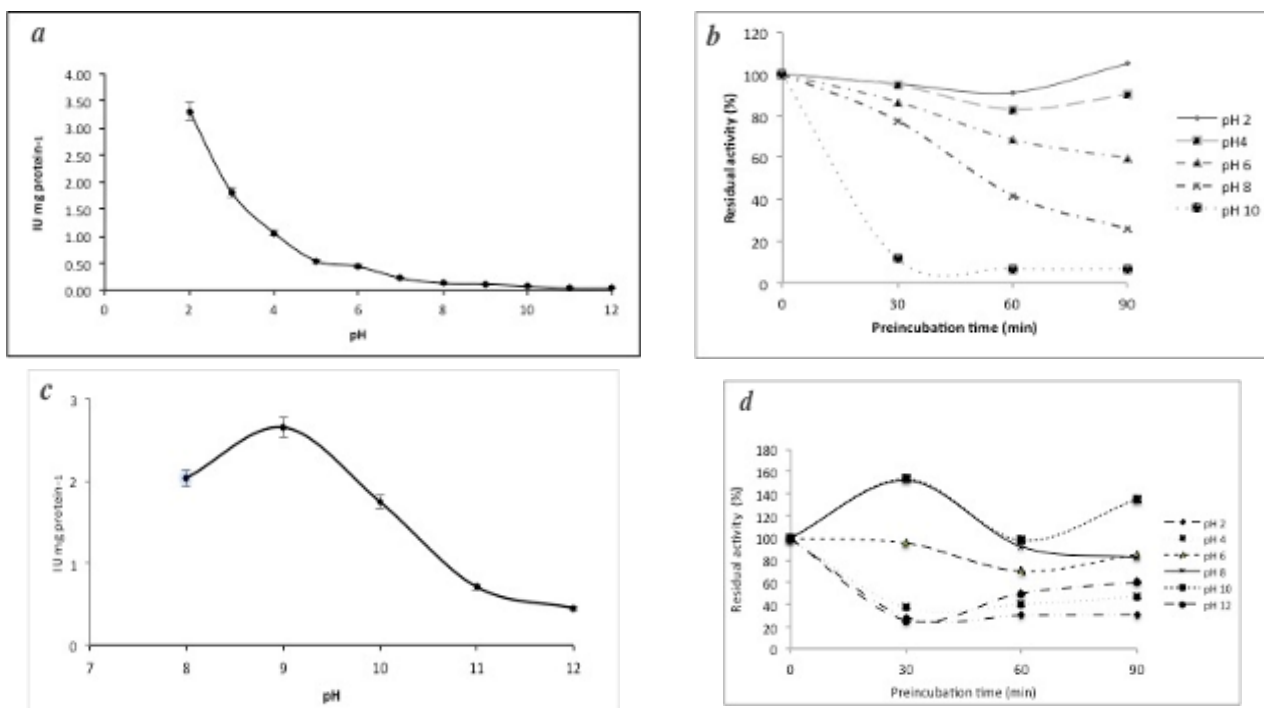 a
4.00
3.50
3.00
2.50
2.00
1.50
1.00
0.50
0.00
IU mg protein-1
0 2 4 6 8 10 12
pH
b
120
100
80
60
40
20
0
Residual activity (%)
0 30 60 90
Preincubation time (min)
pH 2
pH4
pH 6
pH 8
pH 10
c
3
2
1
0
IU mg protein-1
7 8 9 10 11 12
pH
d
180
160
140
120
100
80
60
40
20
0
Residual activity (%)
0 30 60 90
Preincubation time (min)
pH 2
pH 4
pH 6
pH 8
pH 10
pH 12